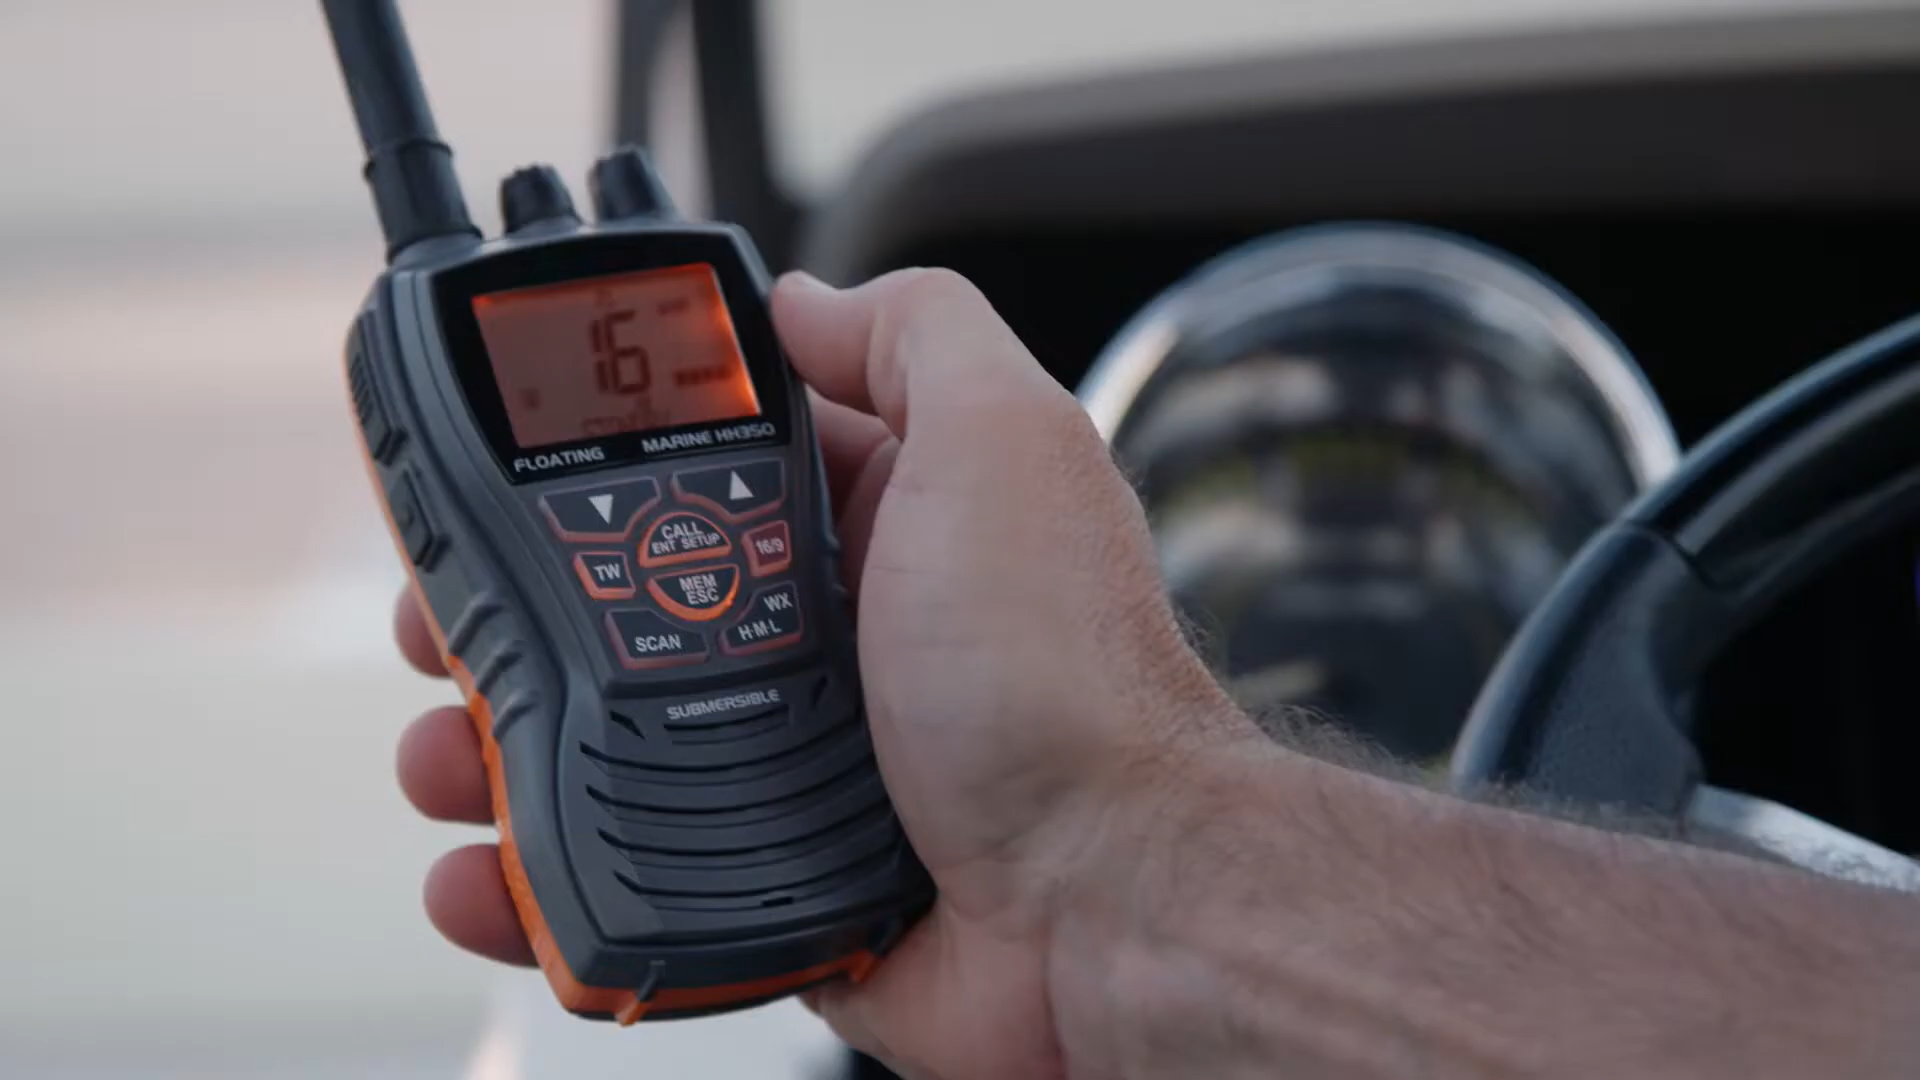 16
FLOATING
MARINE HH350
CALL
ENT SETUP
16/9
TW
MEM
ESC
WX
H·M·L
SCAN
SUBMERSIBLE